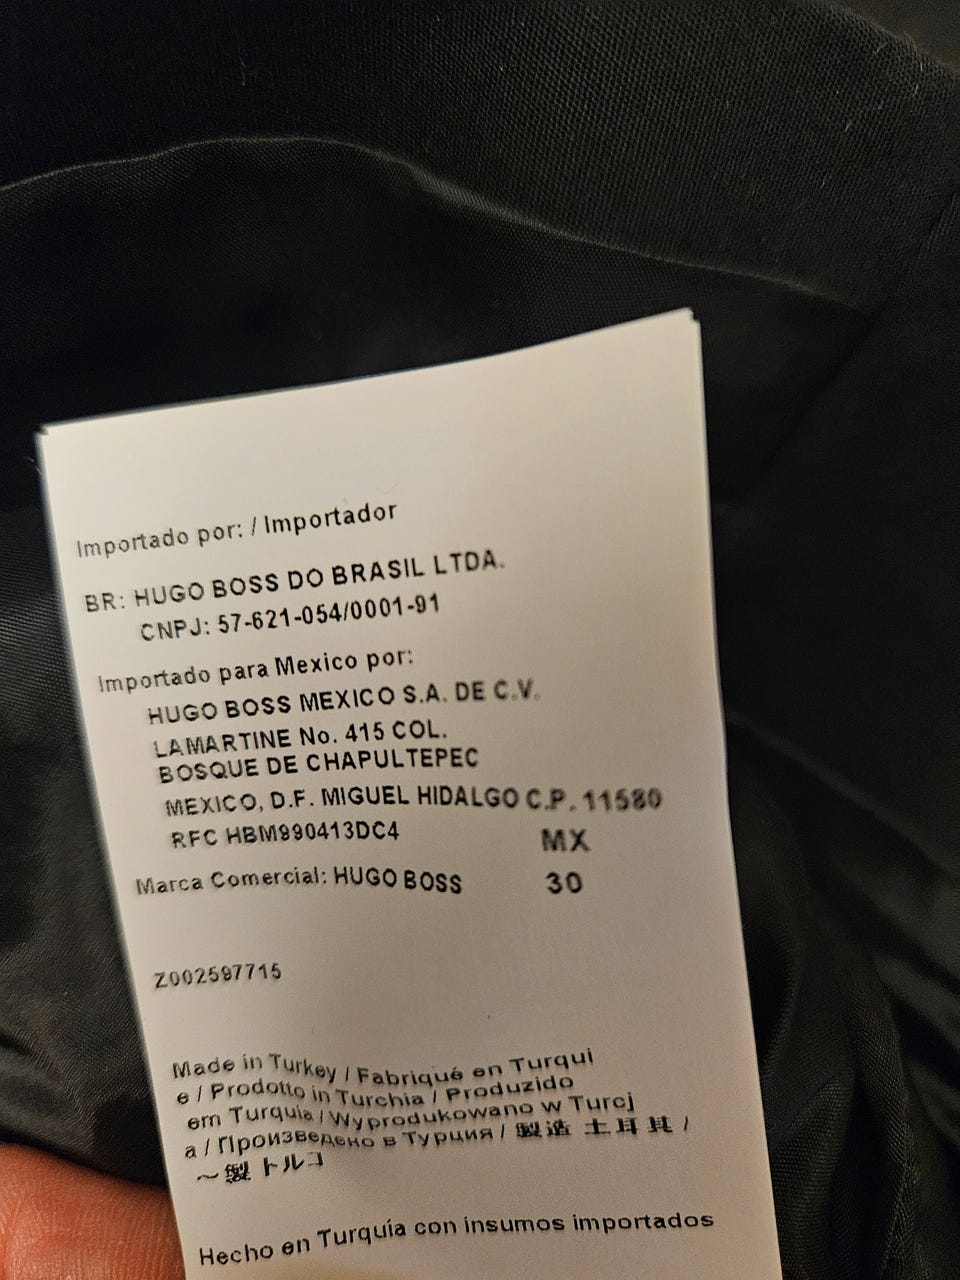 Importado por: / Importador
BR: HUGO BOSS DO BRASIL LTDA.
CNPJ: 57-621-054/0001-91
Importado para Mexico por:
HUGO BOSS MEXICO S.A. DE C.V.
LAMARTINE No. 415 COL.
BOSQUE DE CHAPULTEPEC
MEXICO, D.F. MIGUEL HIDALGO C.P. 11580
RFC HBM990413DC4 MX
Marca Comercial: HUGO BOSS 30
Z002597715
Made in Turkey / Fabriqué en Turqui
e / Prodotto in Turchia / Produzido
em Turquia / Wyprodukowano w Turcj
a / Произведено в Турция / 製造 土耳其 /
～製 トルコ
Hecho en Turquía con insumos importados